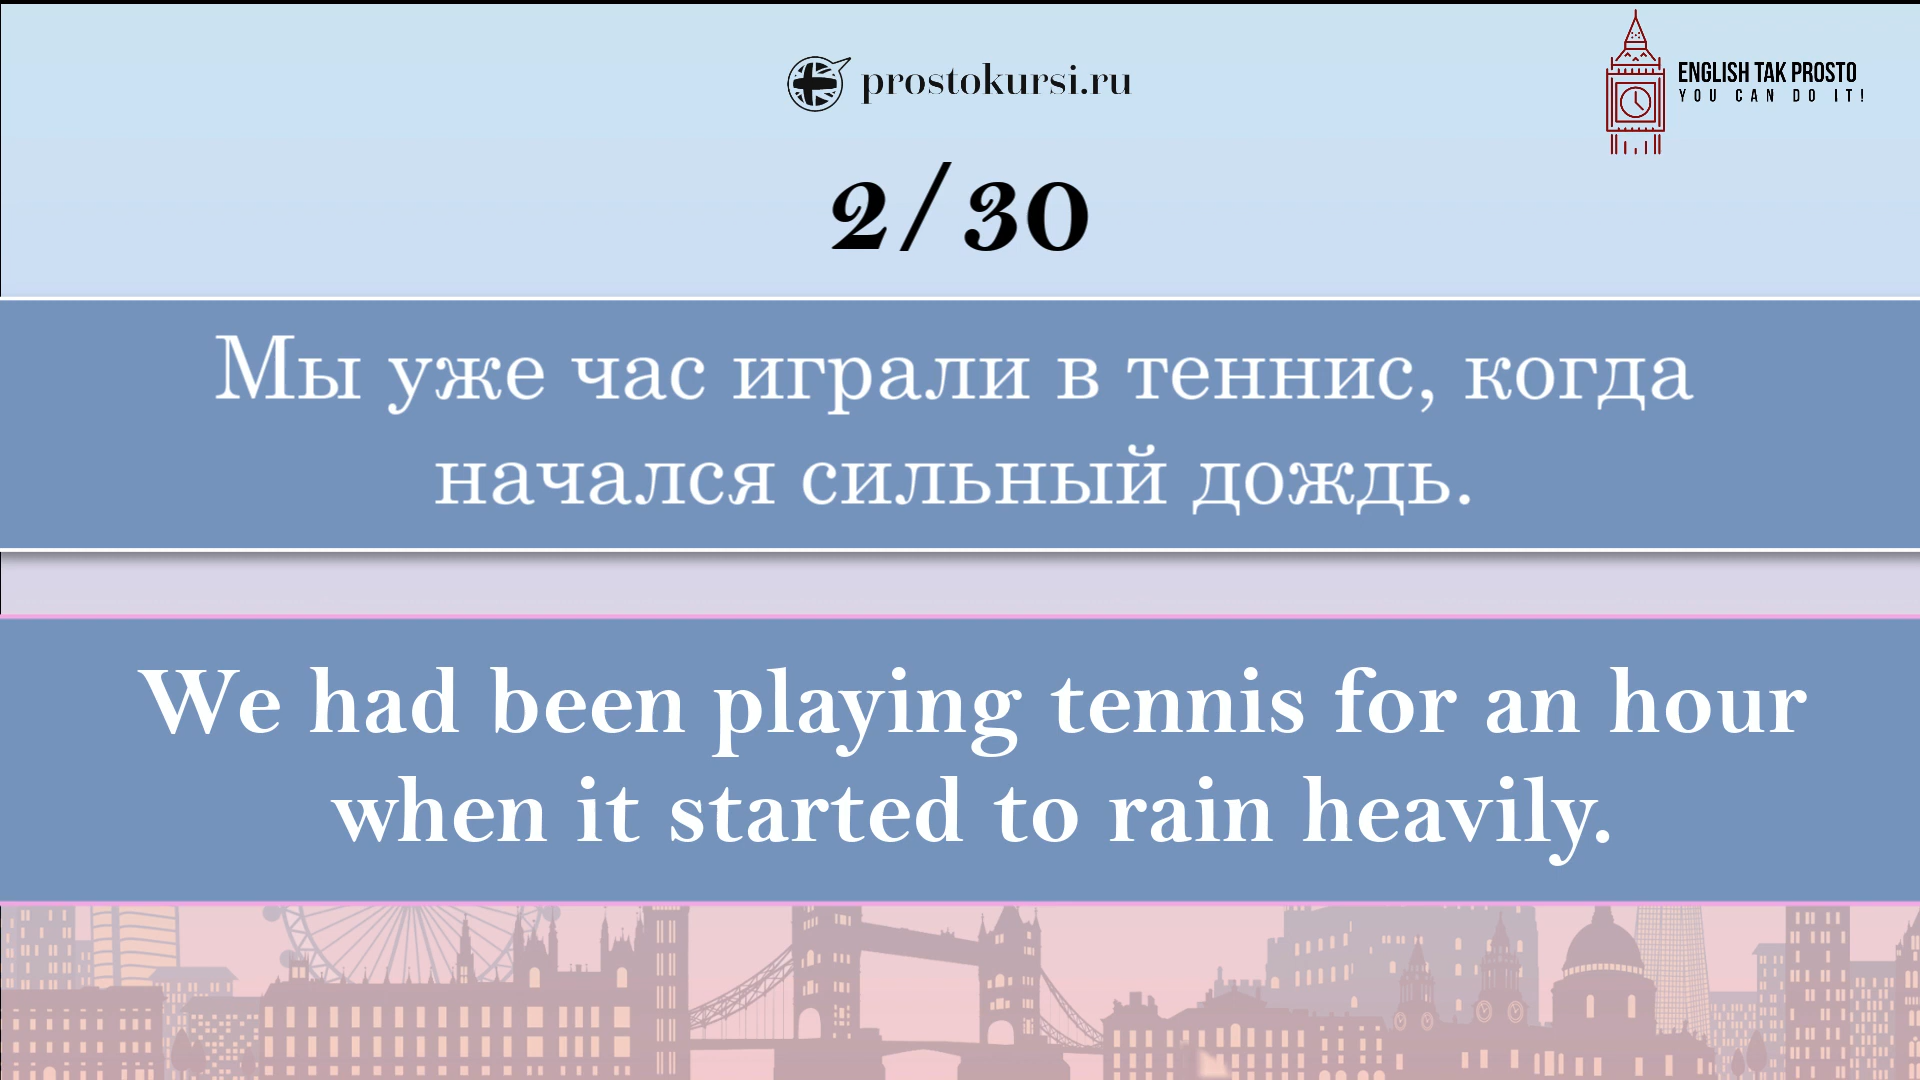 prostokursi.ru
ENGLISH TAK PROSTO
YOU CAN DO IT!
2/30
Мы уже час играли в теннис, когда
начался сильный дождь.
We had been playing tennis for an hour
when it started to rain heavily.